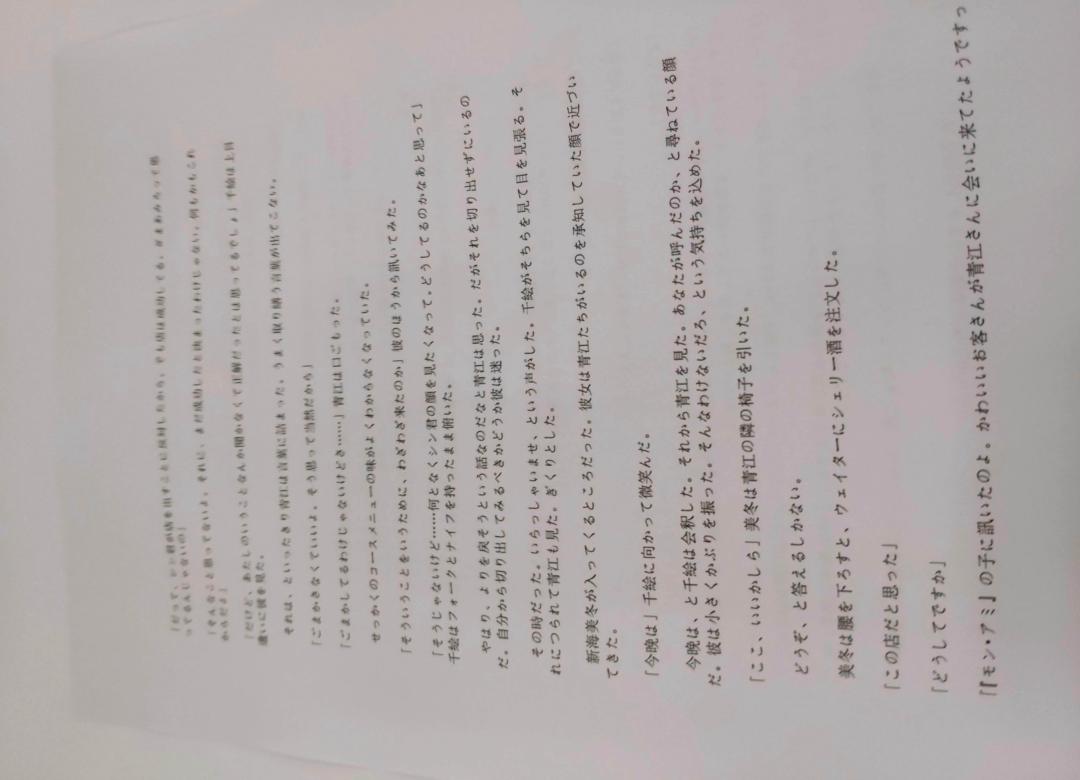 「だって、シン君が店を出すことに反対したから。でも店は成功してる。ざまあみろって思
ってるんじゃないの」
「そんなこと思ってないよ。それに、まだ成功したと決まったわけじゃない。何もかもこれ
からだよ」
「だけど、あたしのいうことなんか聞かなくて正解だったとは思ってるでしょ」千絵は上目
遣いに彼を見た。
それは、といったきり青江は言葉に詰まった。うまく取り繕う言葉が出てこない。
「ごまかさなくていいよ。そう思って当然だから」
「ごまかしてるわけじゃないけどさ……」青江は口ごもった。
せっかくのコースメニューの味がよくわからなくなっていた。
「そういうことをいうために、わざわざ来たのか」彼のほうから訊いてみた。
「そうじゃないけど……何となくシン君の顔を見たくなって。どうしてるのかなあと思って」
千絵はフォークとナイフを持ったまま俯いた。
やはり、よりを戻そうという話なのだなと青江は思った。だがそれを切り出せずにいるの
だ。自分から切り出してみるべきかどうか彼は迷った。
その時だった。いらっしゃいませ、という声がした。千絵がそちらを見て目を見張る。そ
れにつられて青江も見た。ぎくりとした。
新海美冬が入ってくるところだった。彼女は青江たちがいるのを承知していた顔で近づい
てきた。
「今晩は」千絵に向かって微笑んだ。
今晩は、と千絵は会釈した。それから青江を見た。あなたが呼んだのか、と尋ねている顔
だ。彼は小さくかぶりを振った。そんなわけないだろ、という気持ちを込めた。
「ここ、いいかしら」美冬は青江の隣の椅子を引いた。
どうぞ、と答えるしかない。
美冬は腰を下ろすと、ウェイターにシェリー酒を注文した。
「この店だと思った」
「どうしてですか」
「『モン・アミ』の子に訊いたのよ。かわいいお客さんが青江さんに会いに来てたようですっ